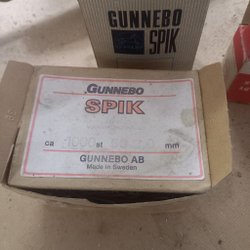 GUNNEBO
SPIK
GUNNEBO
SPIK
ca 1000 st mm
GUNNEBO AB
Made in Sweden